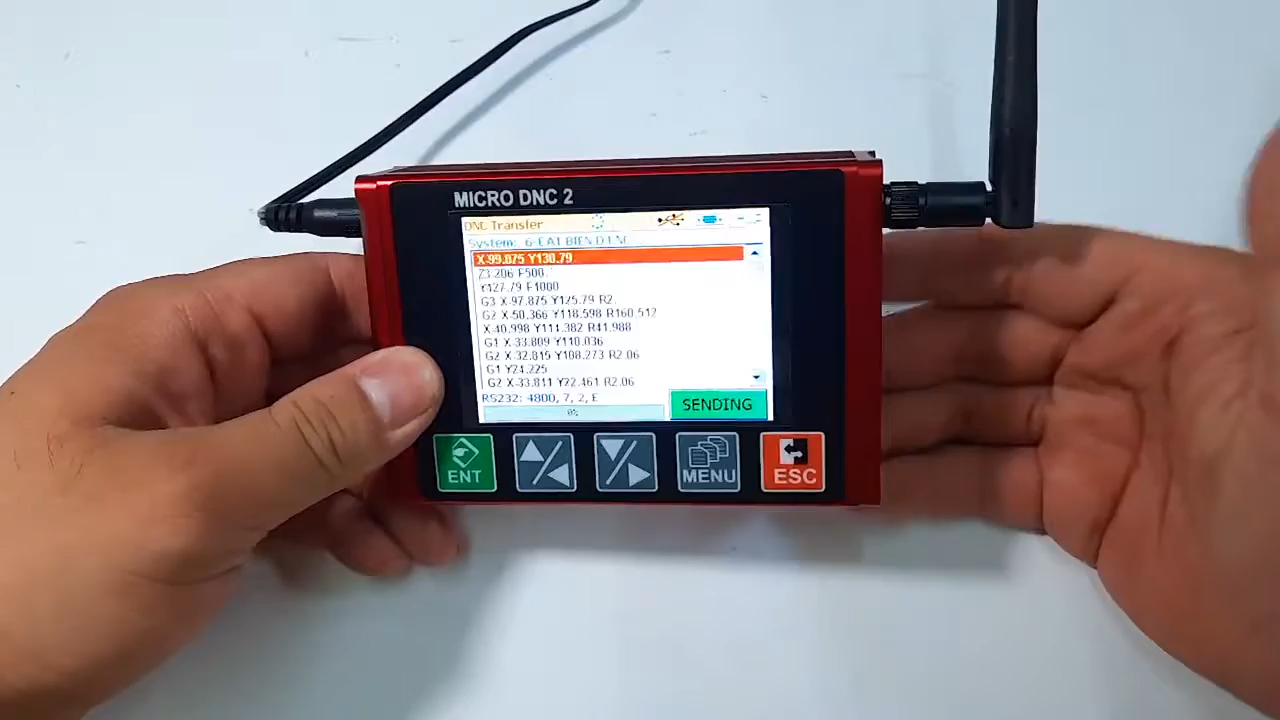 MICRO DNC 2
DNC Transfer
System:
X-99.875 Y130.79
Z3.206 F500.
Y127.79 F1000
G3 X-97.875 Y125.79 R2.
G2 X-50.366 Y118.598 R160.512
X-40.998 Y114.382 R41.988
G1 X-33.809 Y110.036
G2 X-32.815 Y108.273 R2.06
G1 Y24.225
G2 X-33.811 Y22.461 R2.06
RS232: 4800, 7, 2, E
0%
SENDING
ENT
MENU
ESC